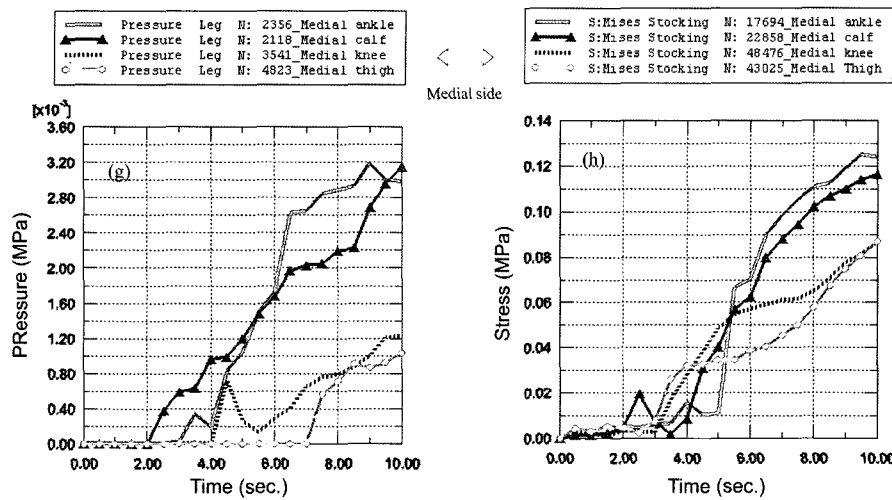 Pressure Leg N: 2356_Medial ankle
Pressure Leg N: 2118_Medial calf
Pressure Leg N: 3541_Medial knee
Pressure Leg N: 4823_Medial thigh
S:Mises Stocking N: 17694_Medial ankle
S:Mises Stocking N: 22858_Medial calf
S:Mises Stocking N: 48476_Medial knee
S:Mises Stocking N: 43025_Medial Thigh
Medial side
[x10⁻³]
3.60
3.20
2.80
2.40
2.00
1.60
1.20
0.80
0.40
0.00
PRessure (MPa)
(g)
0.00 2.00 4.00 6.00 8.00 10.00
Time (sec.)
0.14
0.12
0.10
0.08
0.06
0.04
0.02
0.00
Stress (MPa)
(h)
0.00 2.00 4.00 6.00 8.00 10.00
Time (sec.)